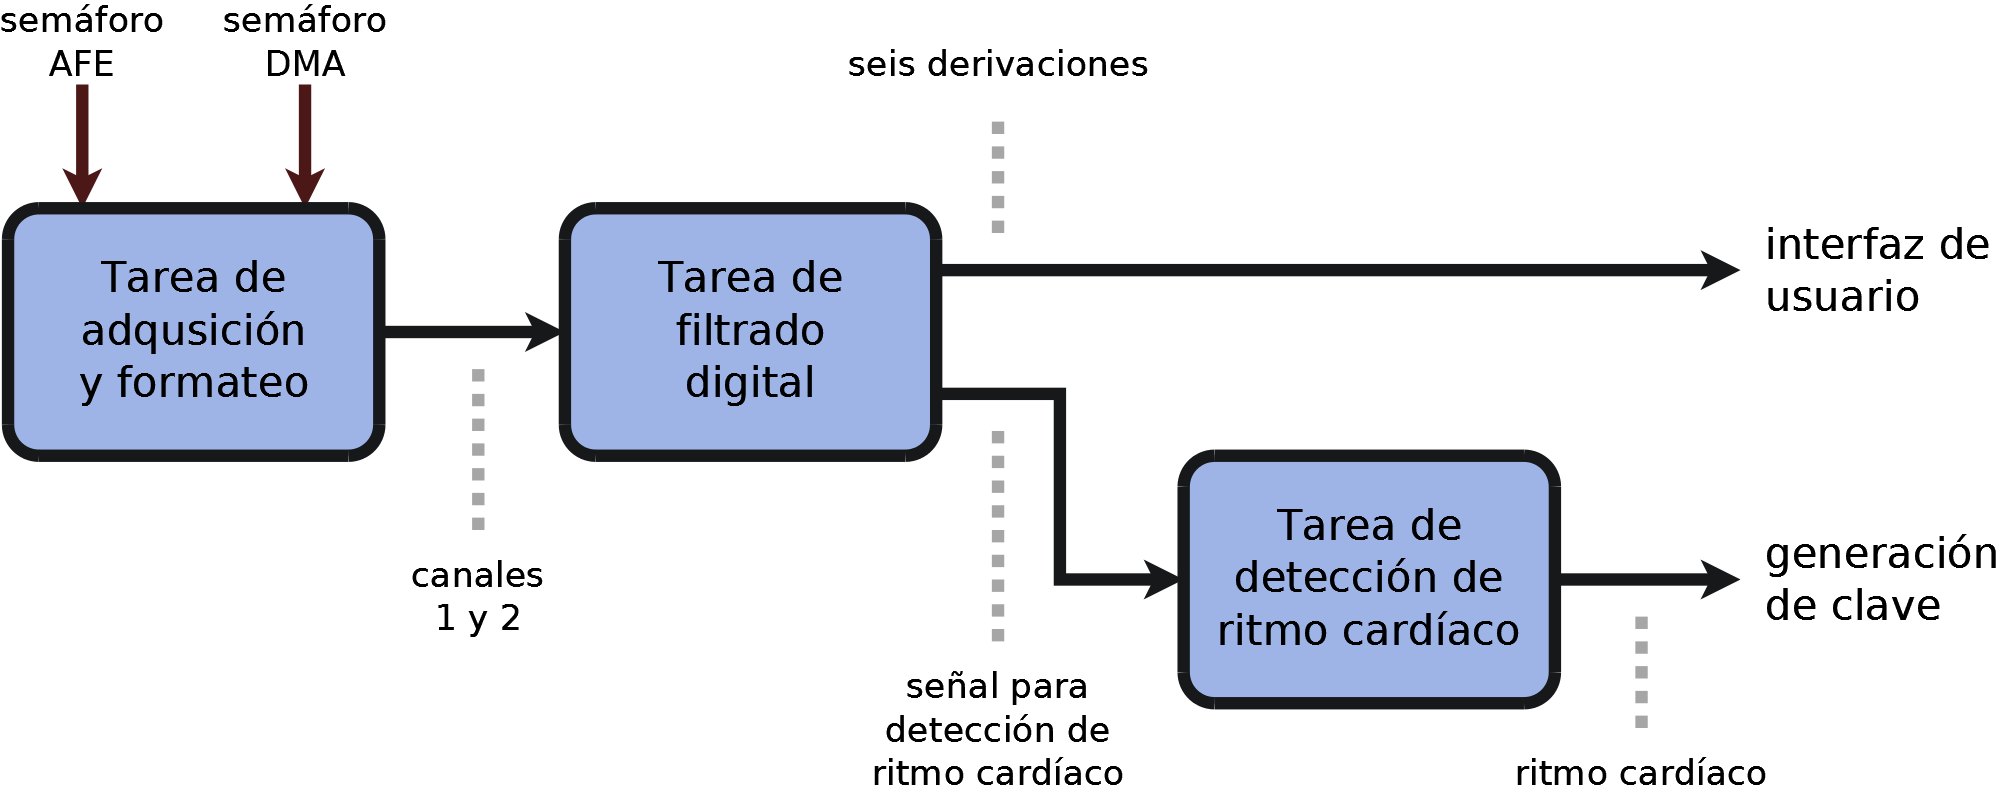 semáforo
AFE
semáforo
DMA
seis derivaciones
Tarea de
adqusición
y formateo
Tarea de
filtrado
digital
interfaz de
usuario
canales
1 y 2
Tarea de
detección de
ritmo cardíaco
generación
de clave
señal para
detección de
ritmo cardíaco
ritmo cardíaco